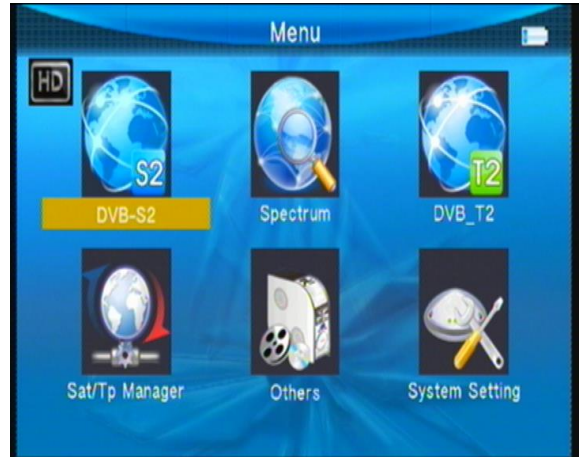 Menu
HD
S2
T2
DVB-S2
Spectrum
DVB_T2
Sat/Tp Manager
Others
System Setting